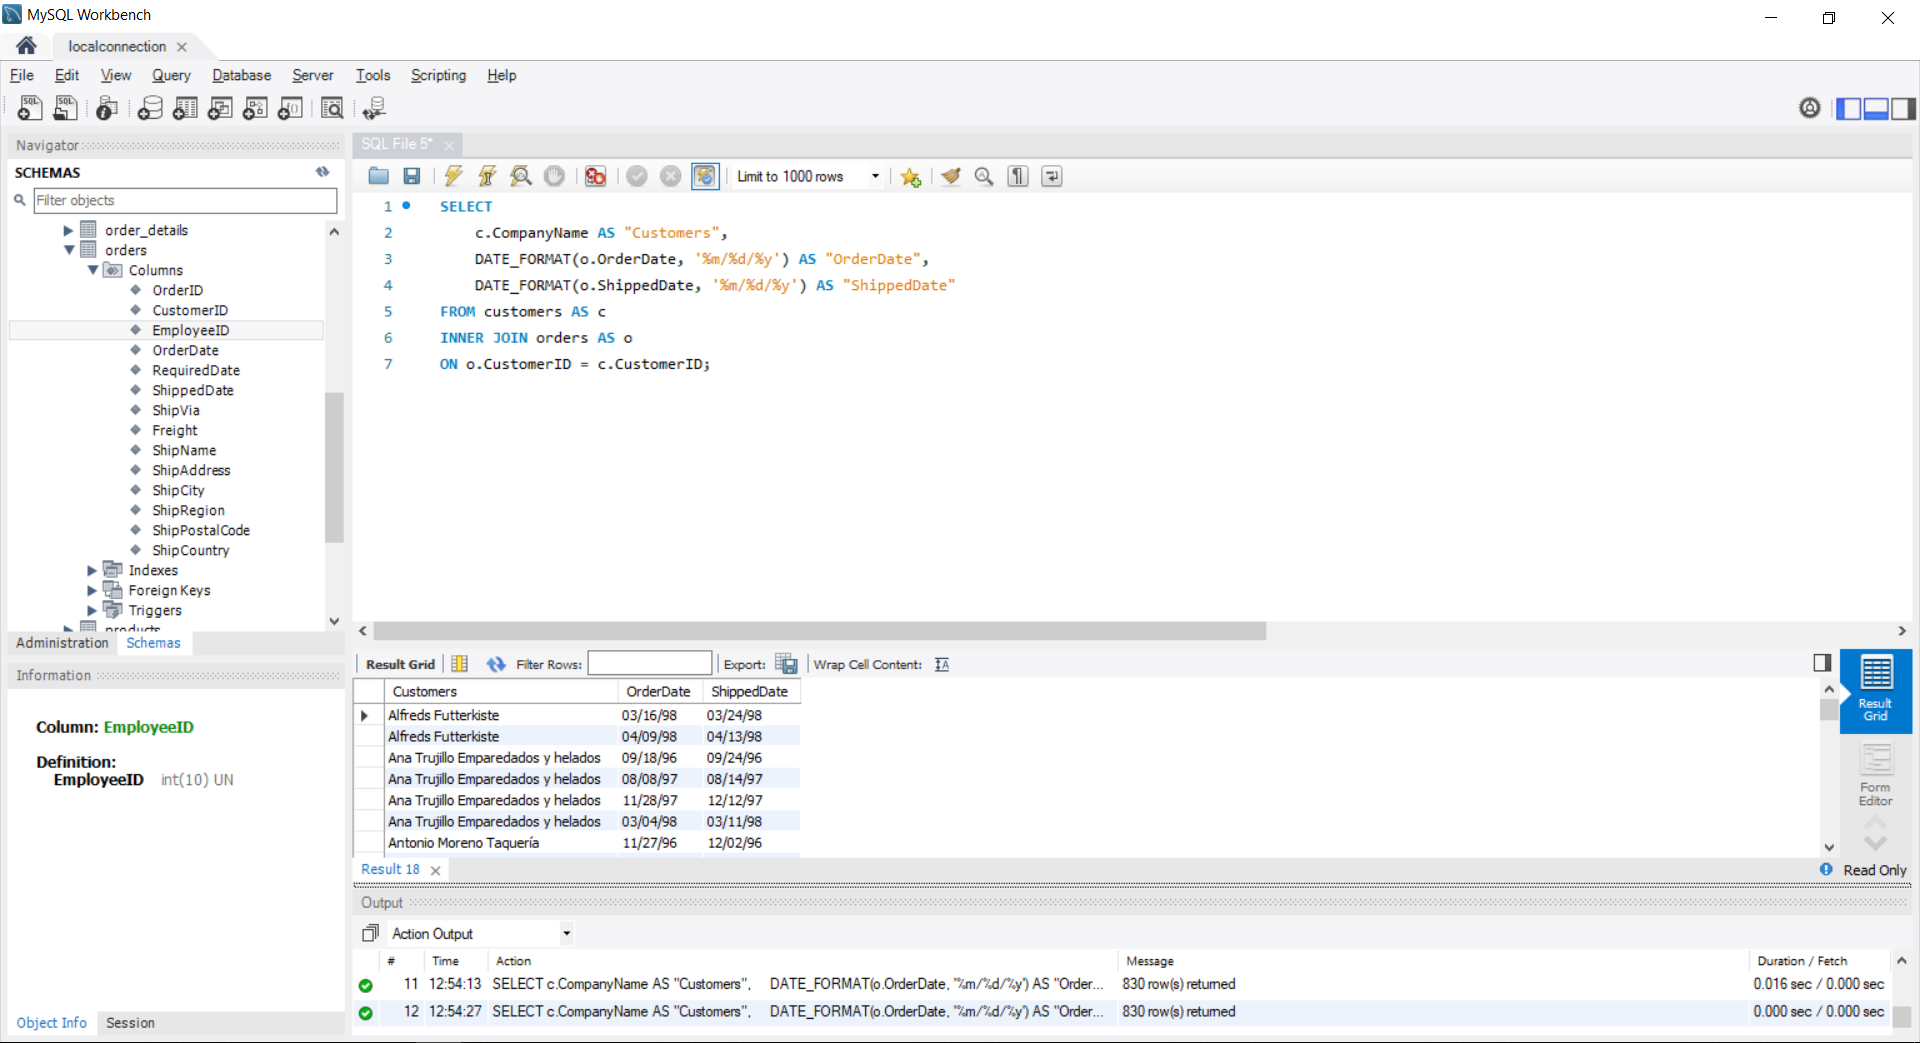 MySQL Workbench
localconnection
File Edit View Query Database Server Tools Scripting Help
Navigator
SCHEMAS
Filter objects
order_details
orders
Columns
OrderID
CustomerID
EmployeeID
OrderDate
RequiredDate
ShippedDate
ShipVia
Freight
ShipName
ShipAddress
ShipCity
ShipRegion
ShipPostalCode
ShipCountry
Indexes
Foreign Keys
Triggers
products
Administration Schemas
Information
Column: EmployeeID
Definition:
EmployeeID int(10) UN
Object Info Session
SQL File 5*
Limit to 1000 rows
1 SELECT
2 c.CompanyName AS "Customers",
3 DATE_FORMAT(o.OrderDate, '%m/%d/%y') AS "OrderDate",
4 DATE_FORMAT(o.ShippedDate, '%m/%d/%y') AS "ShippedDate"
5 FROM customers AS c
6 INNER JOIN orders AS o
7 ON o.CustomerID = c.CustomerID;
Result Grid Filter Rows: Export: Wrap Cell Content:
Customers OrderDate ShippedDate
Alfreds Futterkiste 03/16/98 03/24/98
Alfreds Futterkiste 04/09/98 04/13/98
Ana Trujillo Emparedados y helados 09/18/96 09/24/96
Ana Trujillo Emparedados y helados 08/08/97 08/14/97
Ana Trujillo Emparedados y helados 11/28/97 12/12/97
Ana Trujillo Emparedados y helados 03/04/98 03/11/98
Antonio Moreno Taquería 11/27/96 12/02/96
Result Grid
Form Editor
Result 18
Read Only
Output
Action Output
# Time Action Message Duration / Fetch
11 12:54:13 SELECT c.CompanyName AS "Customers", DATE_FORMAT(o.OrderDate, '%m/%d/%y') AS "Order... 830 row(s) returned 0.016 sec / 0.000 sec
12 12:54:27 SELECT c.CompanyName AS "Customers", DATE_FORMAT(o.OrderDate, '%m/%d/%y') AS "Order... 830 row(s) returned 0.000 sec / 0.000 sec